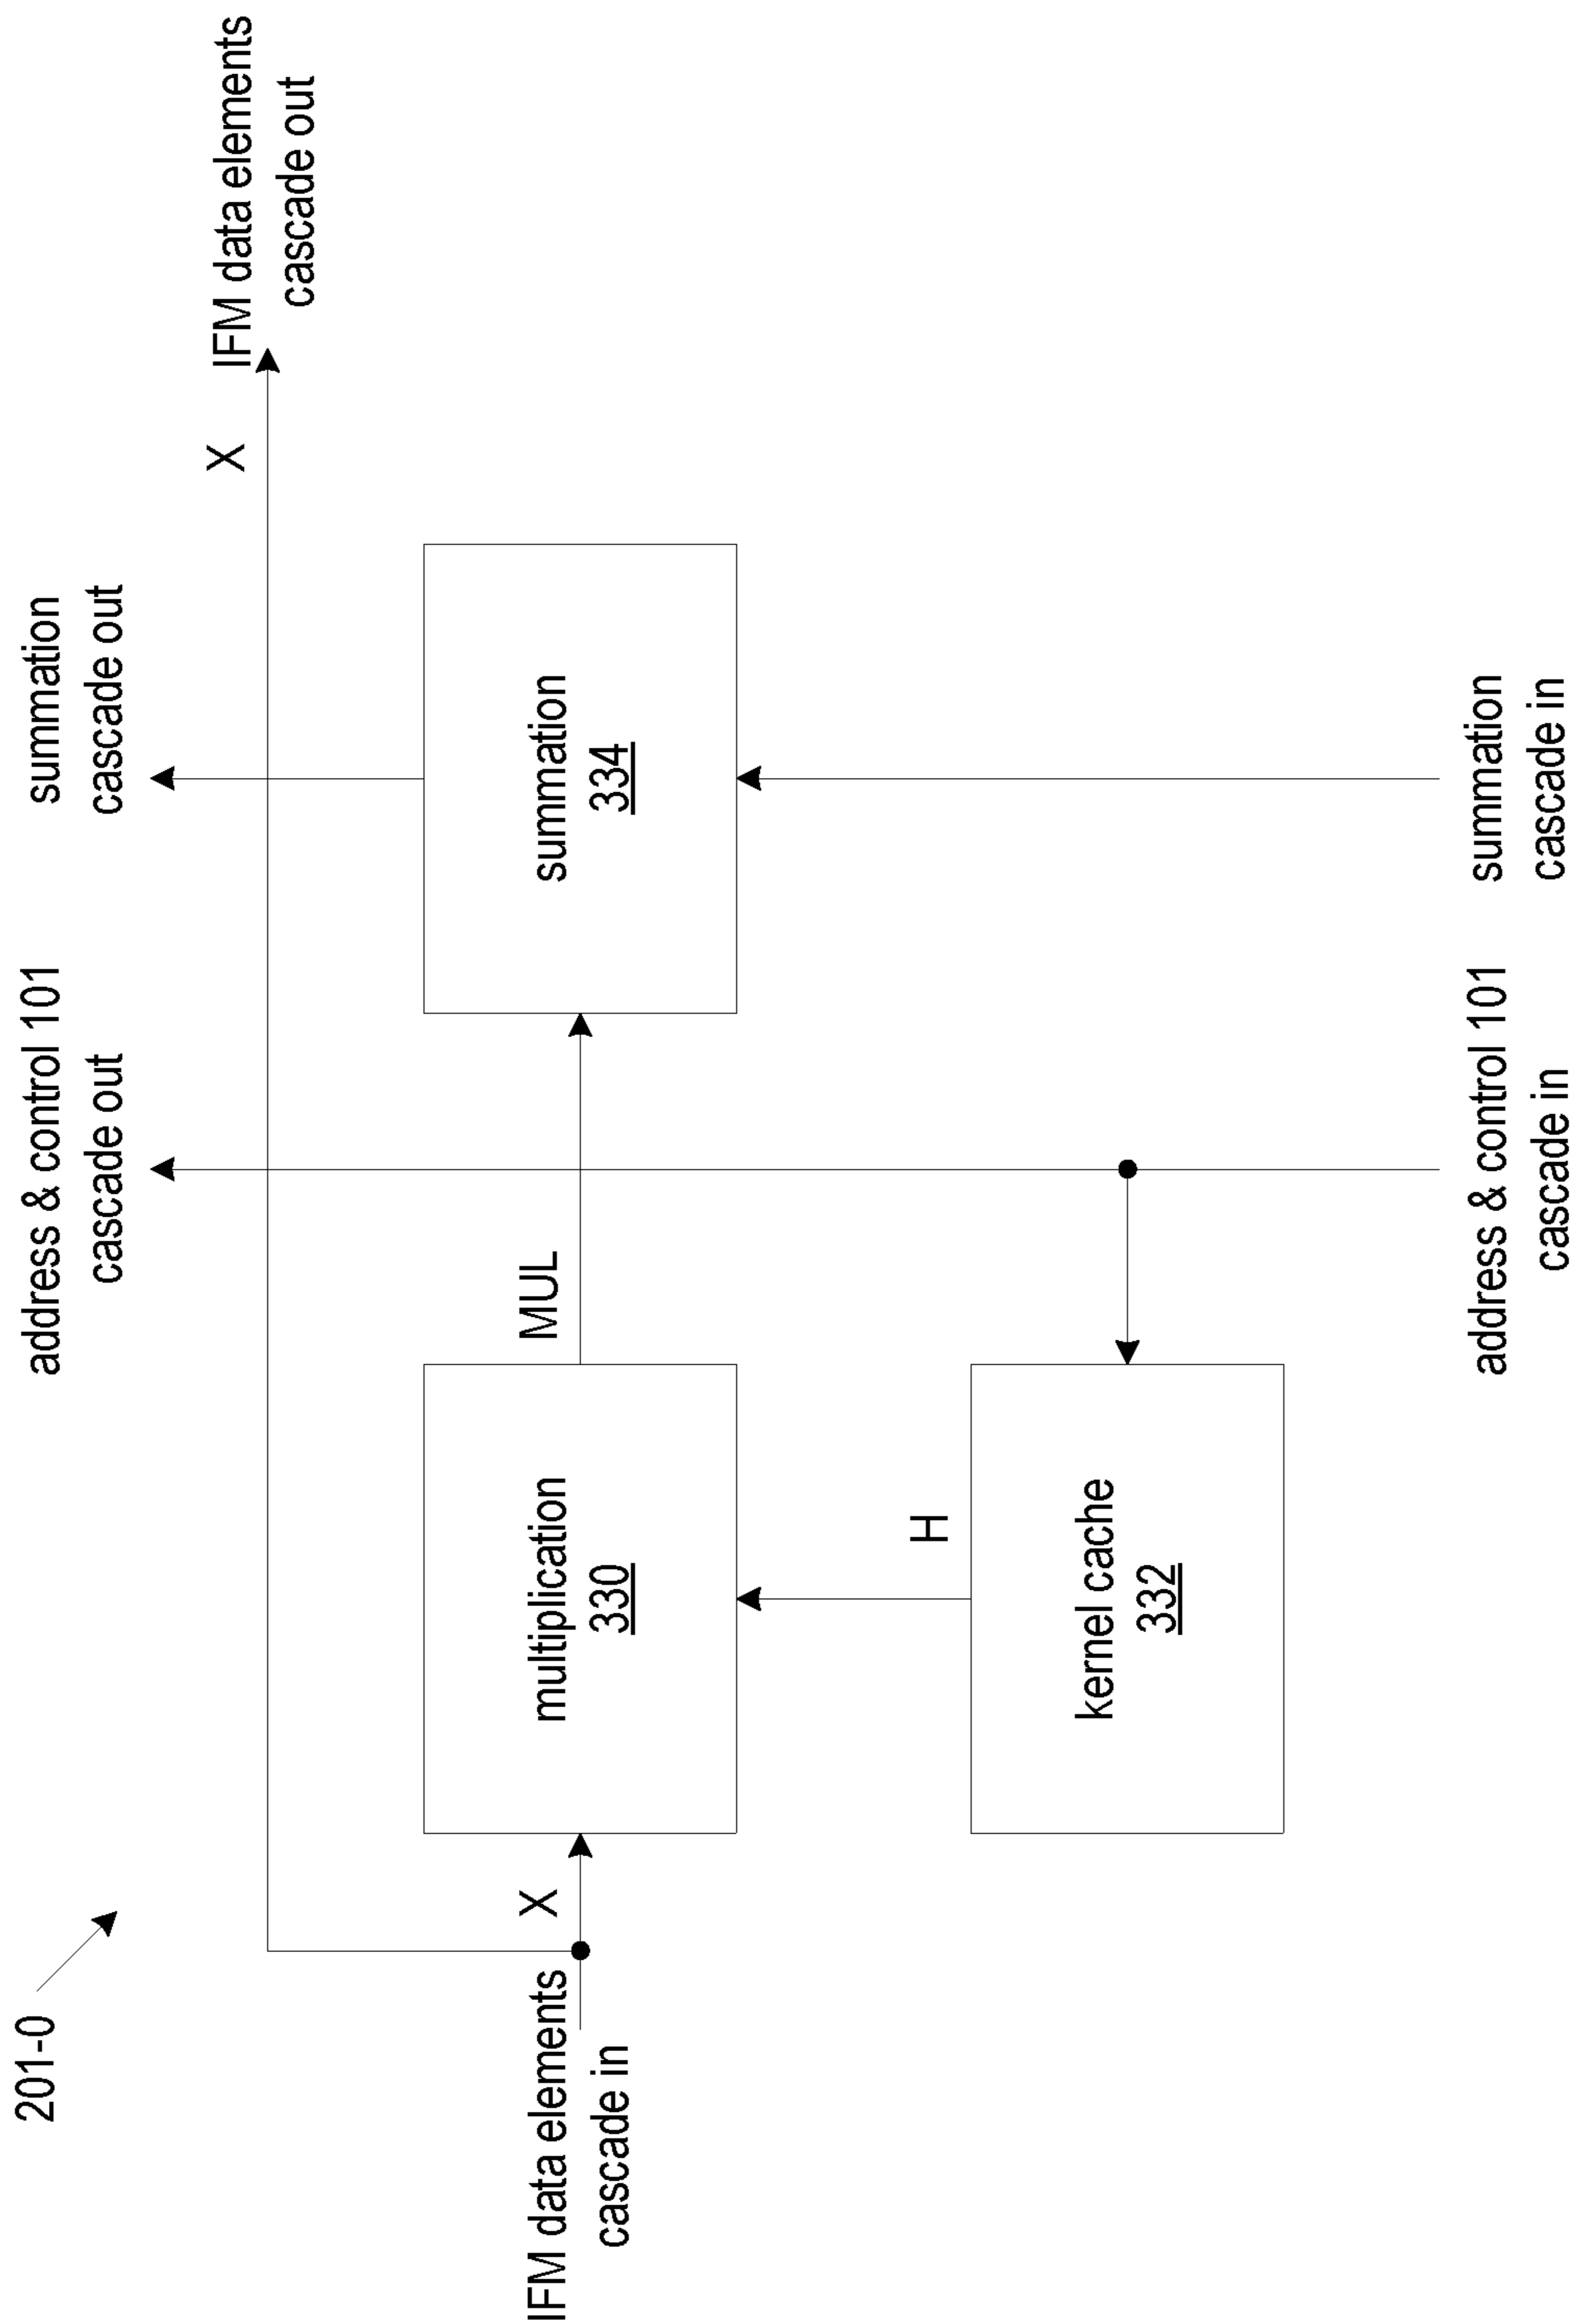 201-0
address & control 101
cascade out
summation
cascade out
X
IFM data elements
cascade out
IFM data elements
cascade in
X
multiplication
330
MUL
summation
334
H
kernel cache
332
address & control 101
cascade in
summation
cascade in